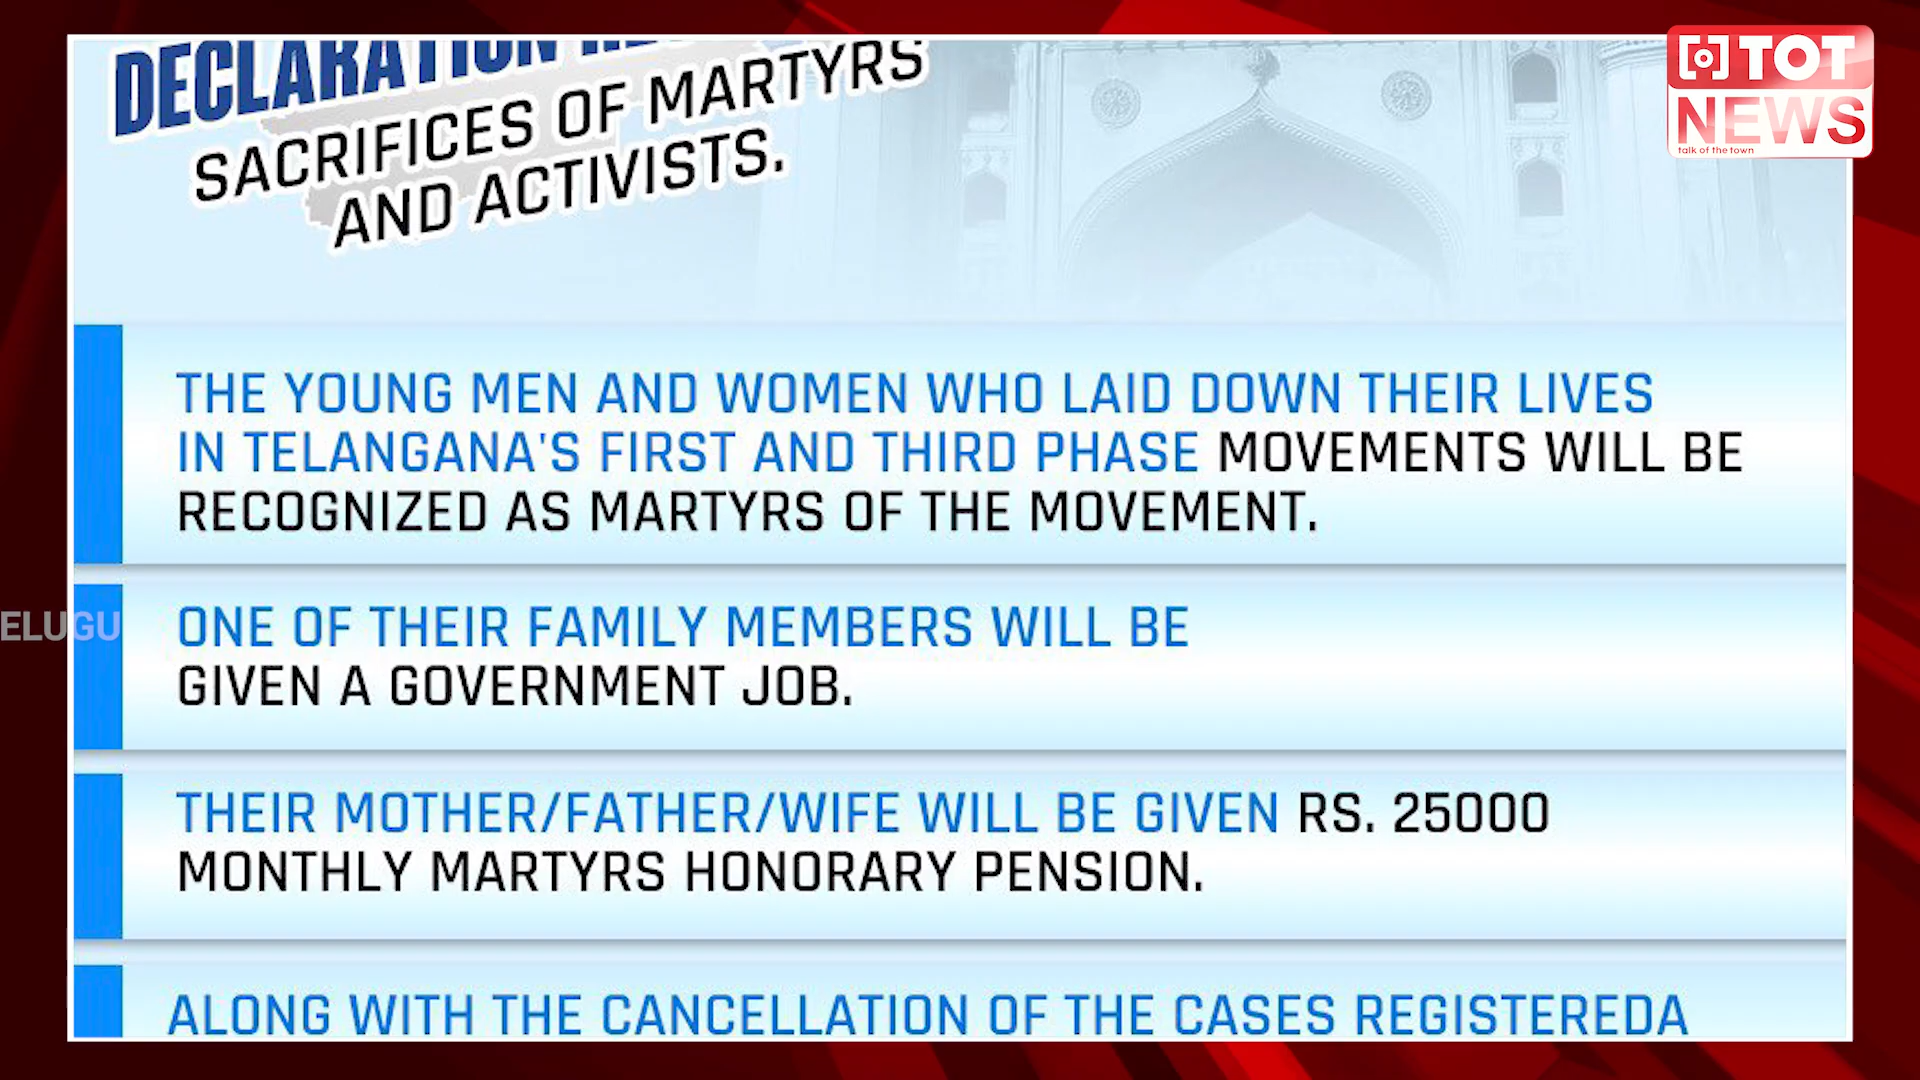 DECLARATION
SACRIFICES OF MARTYRS
AND ACTIVISTS.
TOT
NEWS
talk of the town
THE YOUNG MEN AND WOMEN WHO LAID DOWN THEIR LIVES
IN TELANGANA'S FIRST AND THIRD PHASE MOVEMENTS WILL BE
RECOGNIZED AS MARTYRS OF THE MOVEMENT.
ELUGU
ONE OF THEIR FAMILY MEMBERS WILL BE
GIVEN A GOVERNMENT JOB.
THEIR MOTHER/FATHER/WIFE WILL BE GIVEN RS. 25000
MONTHLY MARTYRS HONORARY PENSION.
ALONG WITH THE CANCELLATION OF THE CASES REGISTEREDA